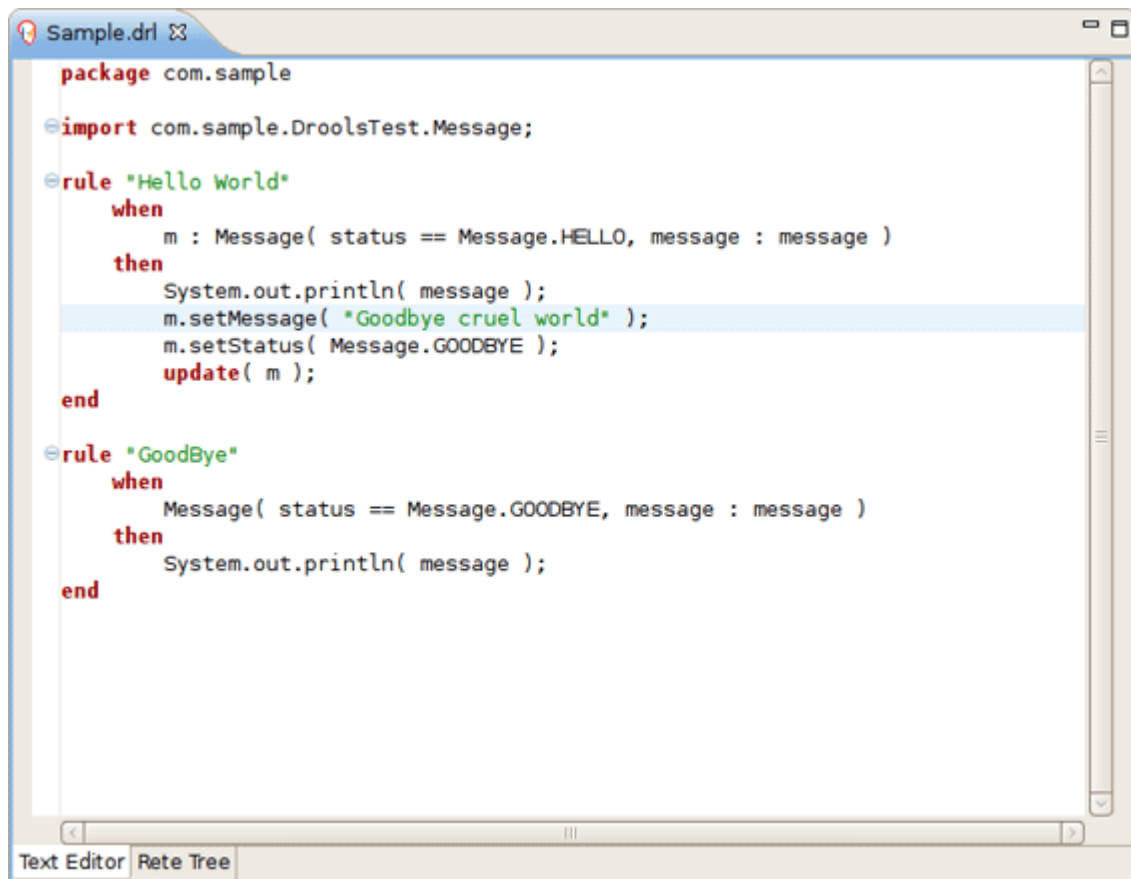 Sample.drl
package com.sample
import com.sample.DroolsTest.Message;
rule "Hello World"
when
m : Message( status == Message.HELLO, message : message )
then
System.out.println( message );
m.setMessage( "Goodbye cruel world" );
m.setStatus( Message.GOODBYE );
update( m );
end
rule "GoodBye"
when
Message( status == Message.GOODBYE, message : message )
then
System.out.println( message );
end
Text Editor Rete Tree